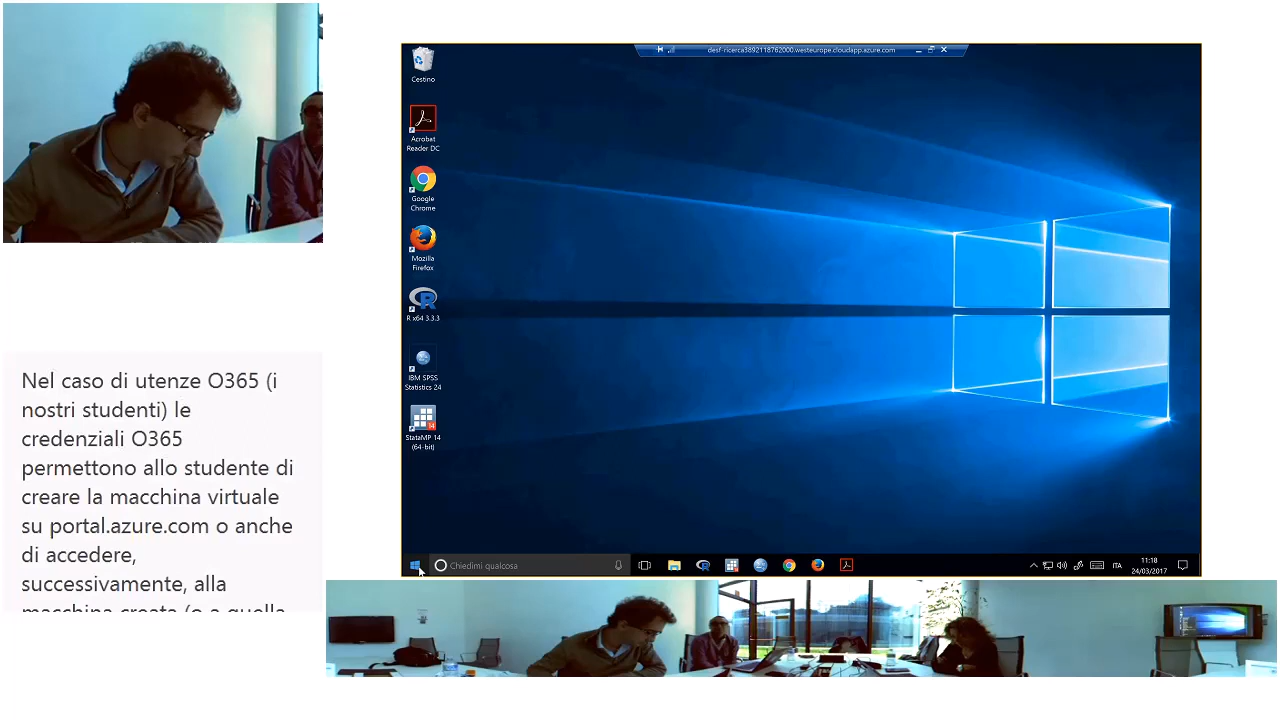 desf-ricerca3892118762000.westeurope.cloudapp.azure.com
Cestino
Acrobat
Reader DC
Google
Chrome
Mozilla
Firefox
R x64 3.3.3
IBM SPSS
Statistics 24
StataMP 14
(64-bit)
Chiedimi qualcosa
ITA
11:18
24/03/2017
Nel caso di utenze O365 (i
nostri studenti) le
credenziali O365
permettono allo studente di
creare la macchina virtuale
su portal.azure.com o anche
di accedere,
successivamente, alla
macchina creata (o a quella